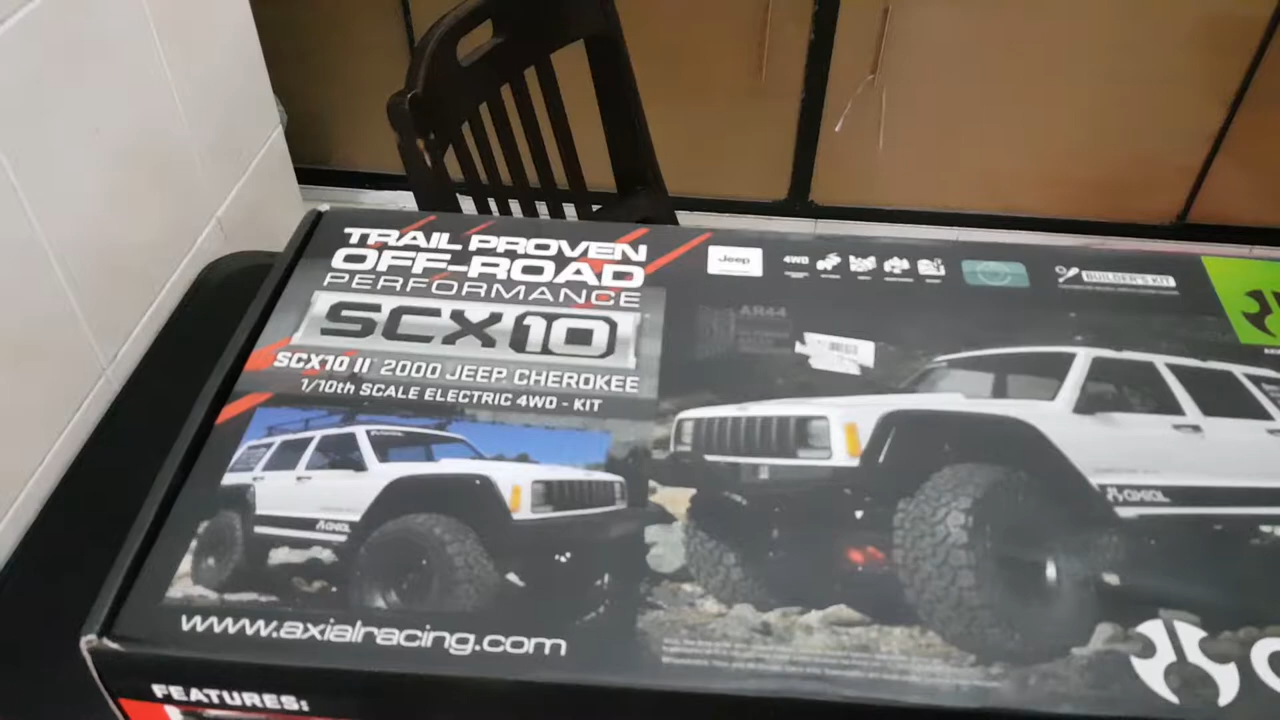 TRAIL PROVEN
OFF-ROAD
PERFORMANCE
SCX10
SCX10 II 2000 JEEP CHEROKEE
1/10th SCALE ELECTRIC 4WD - KIT
www.axialracing.com
FEATURES:
Jeep
4WD
BUILDER'S KIT
AR44
AXIAL
AXIAL